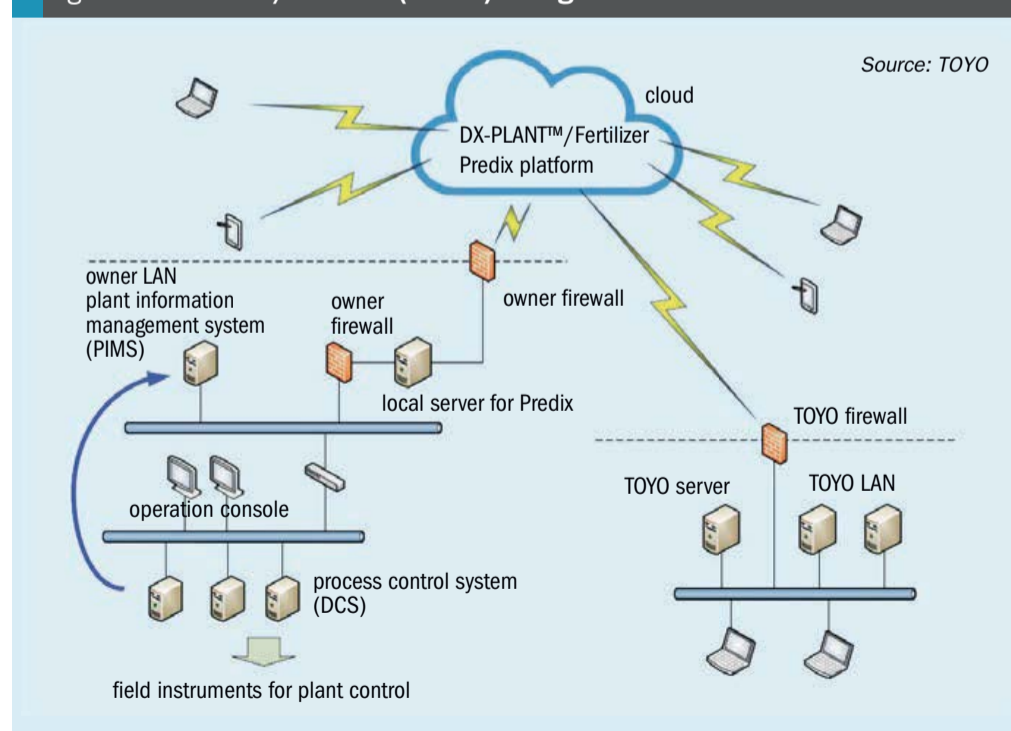 Source: TOYO
cloud
DX-PLANT™/Fertilizer
Predix platform
owner LAN
plant information
management system
(PIMS)
owner
firewall
owner firewall
local server for Predix
TOYO firewall
operation console
TOYO server
TOYO LAN
process control system
(DCS)
field instruments for plant control